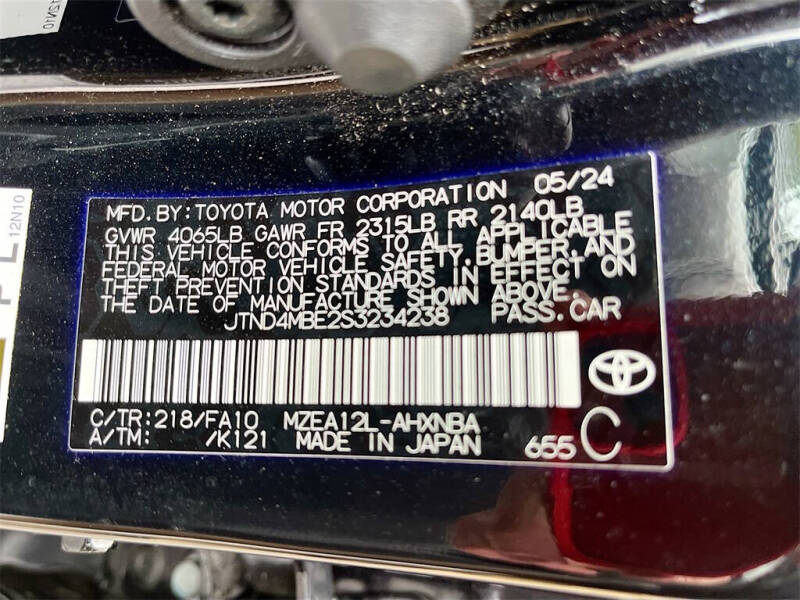 MFD. BY: TOYOTA MOTOR CORPORATION 05/24
GVWR 4065LB GAWR FR 2315LB RR 2140LB
THIS VEHICLE CONFORMS TO ALL APPLICABLE
FEDERAL MOTOR VEHICLE SAFETY, BUMPER, AND
THEFT PREVENTION STANDARDS IN EFFECT ON
THE DATE OF MANUFACTURE SHOWN ABOVE.
JTND4MBE2S3234238 PASS. CAR
C/TR: 218/FA10 MZEA12L-AHXNBA
A/TM: /K121 MADE IN JAPAN 655 C
12N10